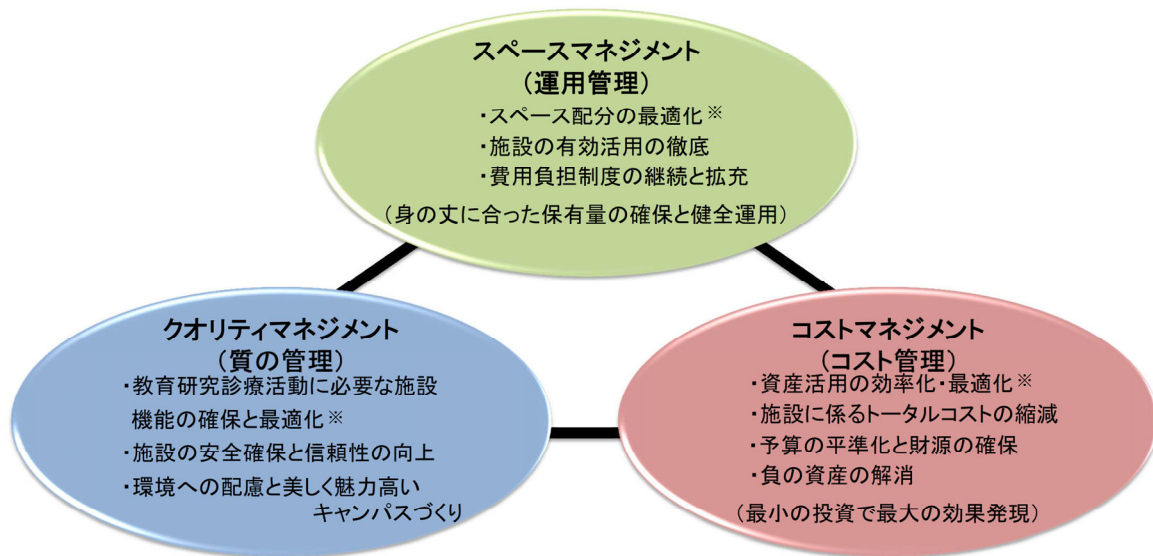 スペースマネジメント
(運用管理)
・スペース配分の最適化※
・施設の有効活用の徹底
・費用負担制度の継続と拡充
(身の丈に合った保有量の確保と健全運用)
クオリティマネジメント
(質の管理)
・教育研究診療活動に必要な施設
機能の確保と最適化※
・施設の安全確保と信頼性の向上
・環境への配慮と美しく魅力高い
キャンパスづくり
コストマネジメント
(コスト管理)
・資産活用の効率化・最適化※
・施設に係るトータルコストの縮減
・予算の平準化と財源の確保
・負の資産の解消
(最小の投資で最大の効果発現)